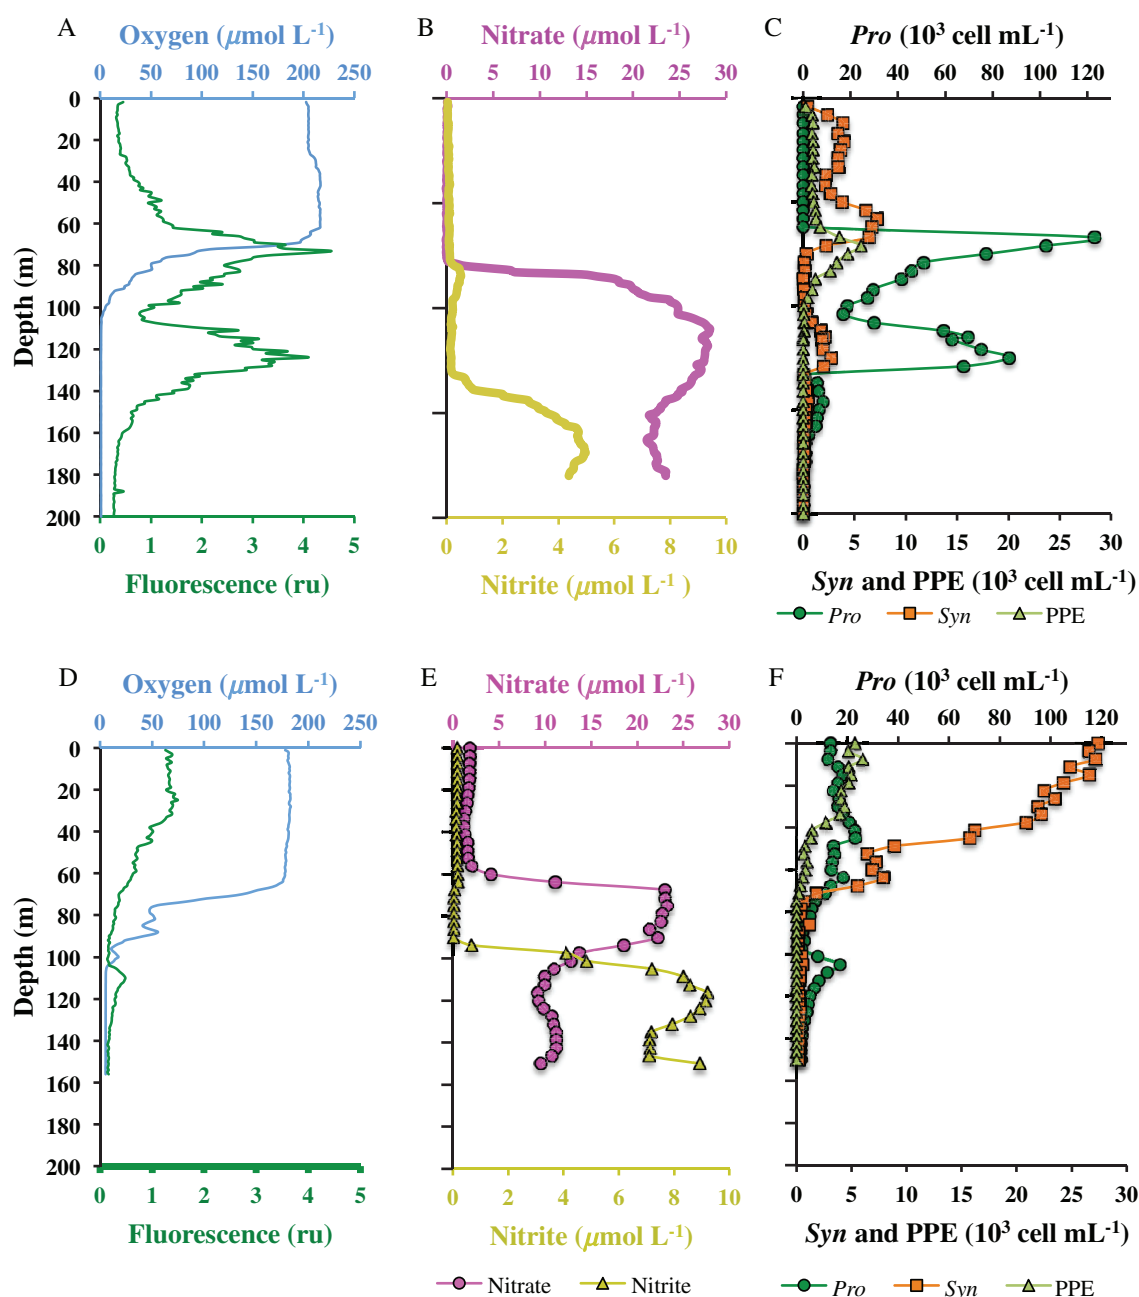 A Oxygen (μmol L-1) B Nitrate (μmol L-1) C Pro (10³ cell mL-1)
0 50 100 150 200 250 0 5 10 15 20 25 30 0 20 40 60 80 100 120
Depth (m)
0
20
40
60
80
100
120
140
160
180
200
0 1 2 3 4 5 0 2 4 6 8 10 0 5 10 15 20 25 30
Fluorescence (ru) Nitrite (μmol L-1 ) Syn and PPE (10³ cell mL-1)
Pro Syn PPE
D Oxygen (μmol L-1) E Nitrate (μmol L-1) F Pro (10³ cell mL-1)
0 50 100 150 200 250 0 5 10 15 20 25 30 0 20 40 60 80 100 120
Depth (m)
0
20
40
60
80
100
120
140
160
180
200
0 1 2 3 4 5 0 2 4 6 8 10 0 5 10 15 20 25 30
Fluorescence (ru) Nitrite (μmol L-1) Syn and PPE (10³ cell mL-1)
Nitrate Nitrite Pro Syn PPE